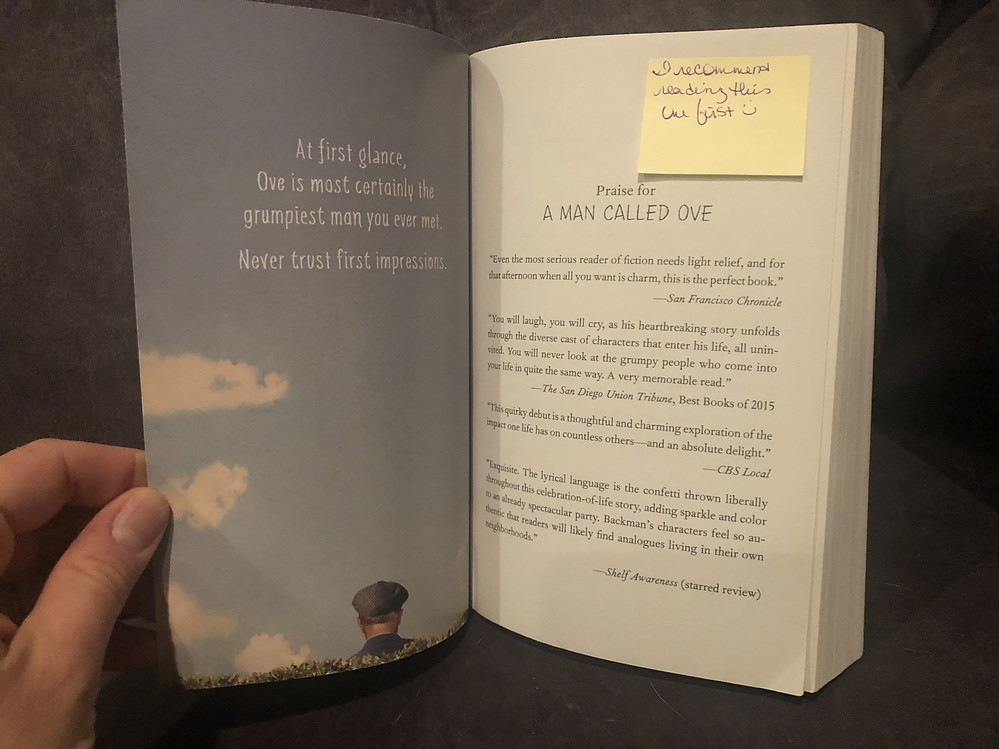 At first glance,
Ove is most certainly the
grumpiest man you ever met.
Never trust first impressions.
I recommend
reading this
one first
Praise for
A MAN CALLED OVE
"Even the most serious reader of fiction needs light relief, and for
that afternoon when all you want is charm, this is the perfect book."
—San Francisco Chronicle
"You will laugh, you will cry, as his heartbreaking story unfolds
through the diverse cast of characters that enter his life, all unin-
vited. You will never look at the grumpy people who come into
your life in quite the same way. A very memorable read."
—The San Diego Union Tribune, Best Books of 2015
"This quirky debut is a thoughtful and charming exploration of the
impact one life has on countless others—and an absolute delight."
—CBS Local
"Exquisite. The lyrical language is the confetti thrown liberally
throughout this celebration-of-life story, adding sparkle and color
to an already spectacular party. Backman's characters feel so au-
thentic that readers will likely find analogues living in their own
neighborhoods."
—Shelf Awareness (starred review)